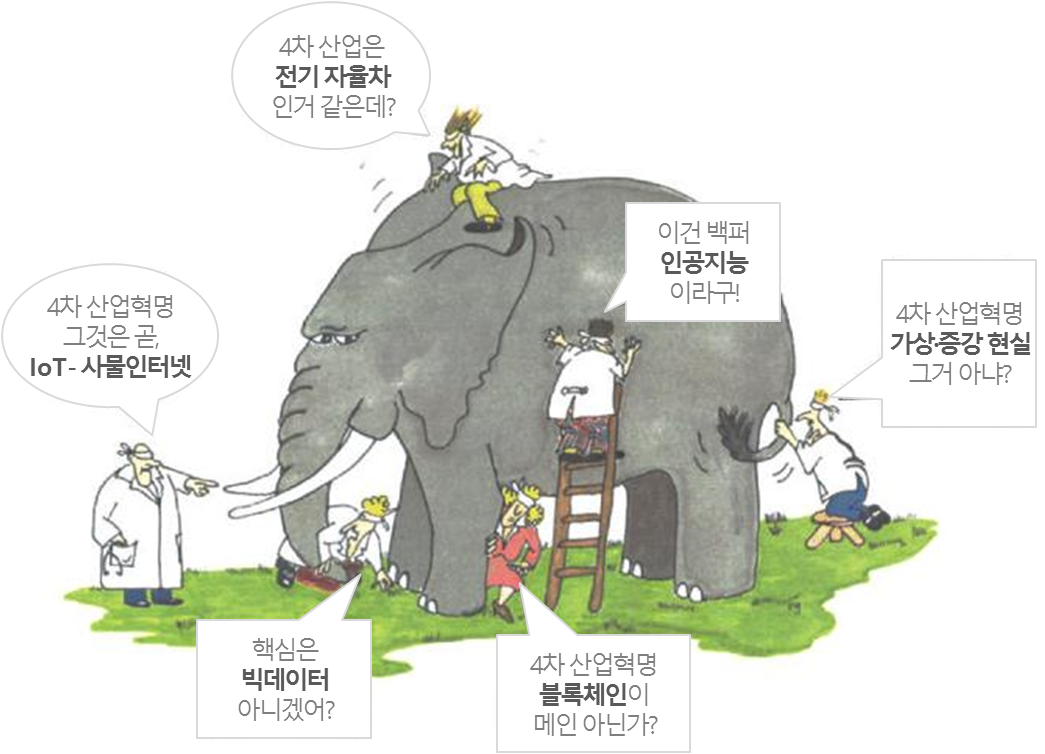 4차 산업은
전기 자율차
인거 같은데?
이건 백퍼
인공지능
이라구!
4차 산업혁명
그것은 곧,
IoT - 사물인터넷
4차 산업혁명
가상·증강 현실
그거 아냐?
핵심은
빅데이터
아니겠어?
4차 산업혁명
블록체인이
메인 아닌가?